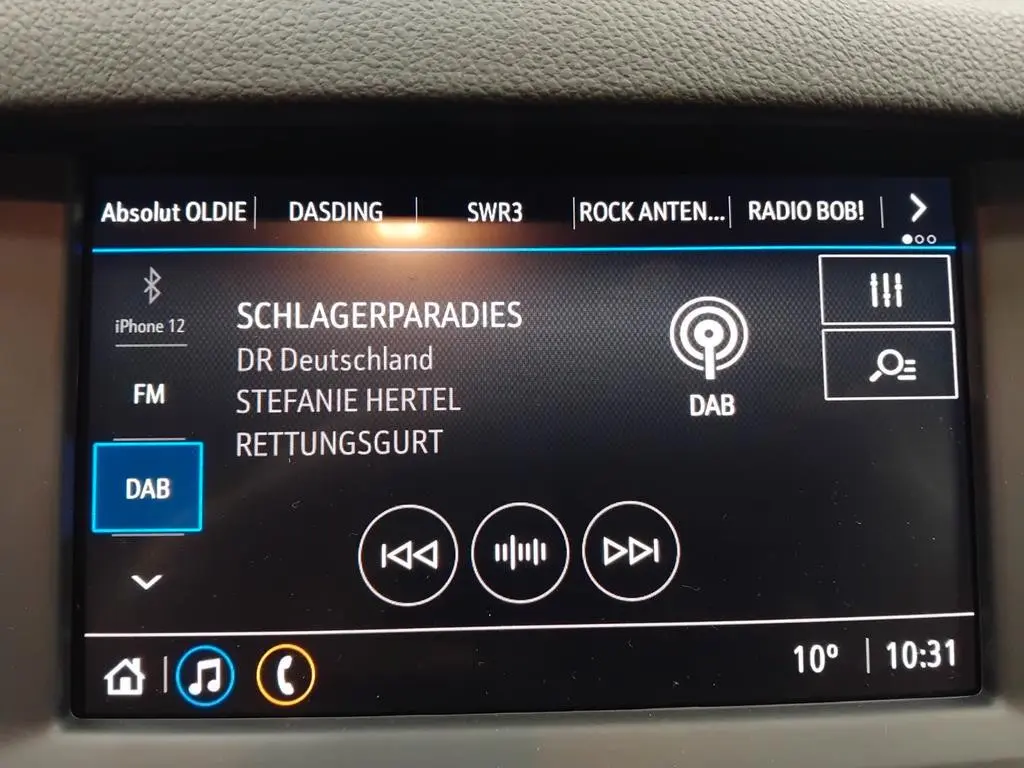 Absolut OLDIE DASDING SWR3 ROCK ANTEN... RADIO BOB!
iPhone 12
SCHLAGERPARADIES
DR Deutschland
STEFANIE HERTEL
RETTUNGSGURT
FM
DAB
DAB
10° 10:31